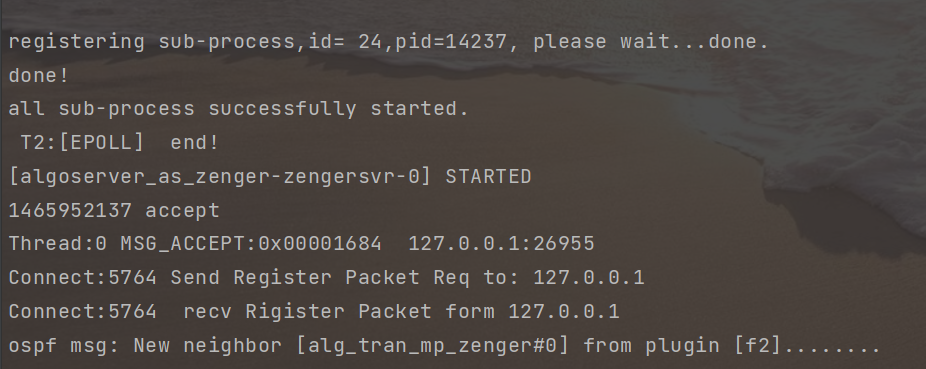 registering sub-process,id= 24,pid=14237, please wait...done.
done!
all sub-process successfully started.
 T2:[EPOLL]  end!
[algoserver_as_zenger-zengersvr-0] STARTED
1465952137 accept
Thread:0 MSG_ACCEPT:0x00001684  127.0.0.1:26955
Connect:5764 Send Register Packet Req to: 127.0.0.1
Connect:5764  recv Rigister Packet form 127.0.0.1
ospf msg: New neighbor [alg_tran_mp_zenger#0] from plugin [f2]........